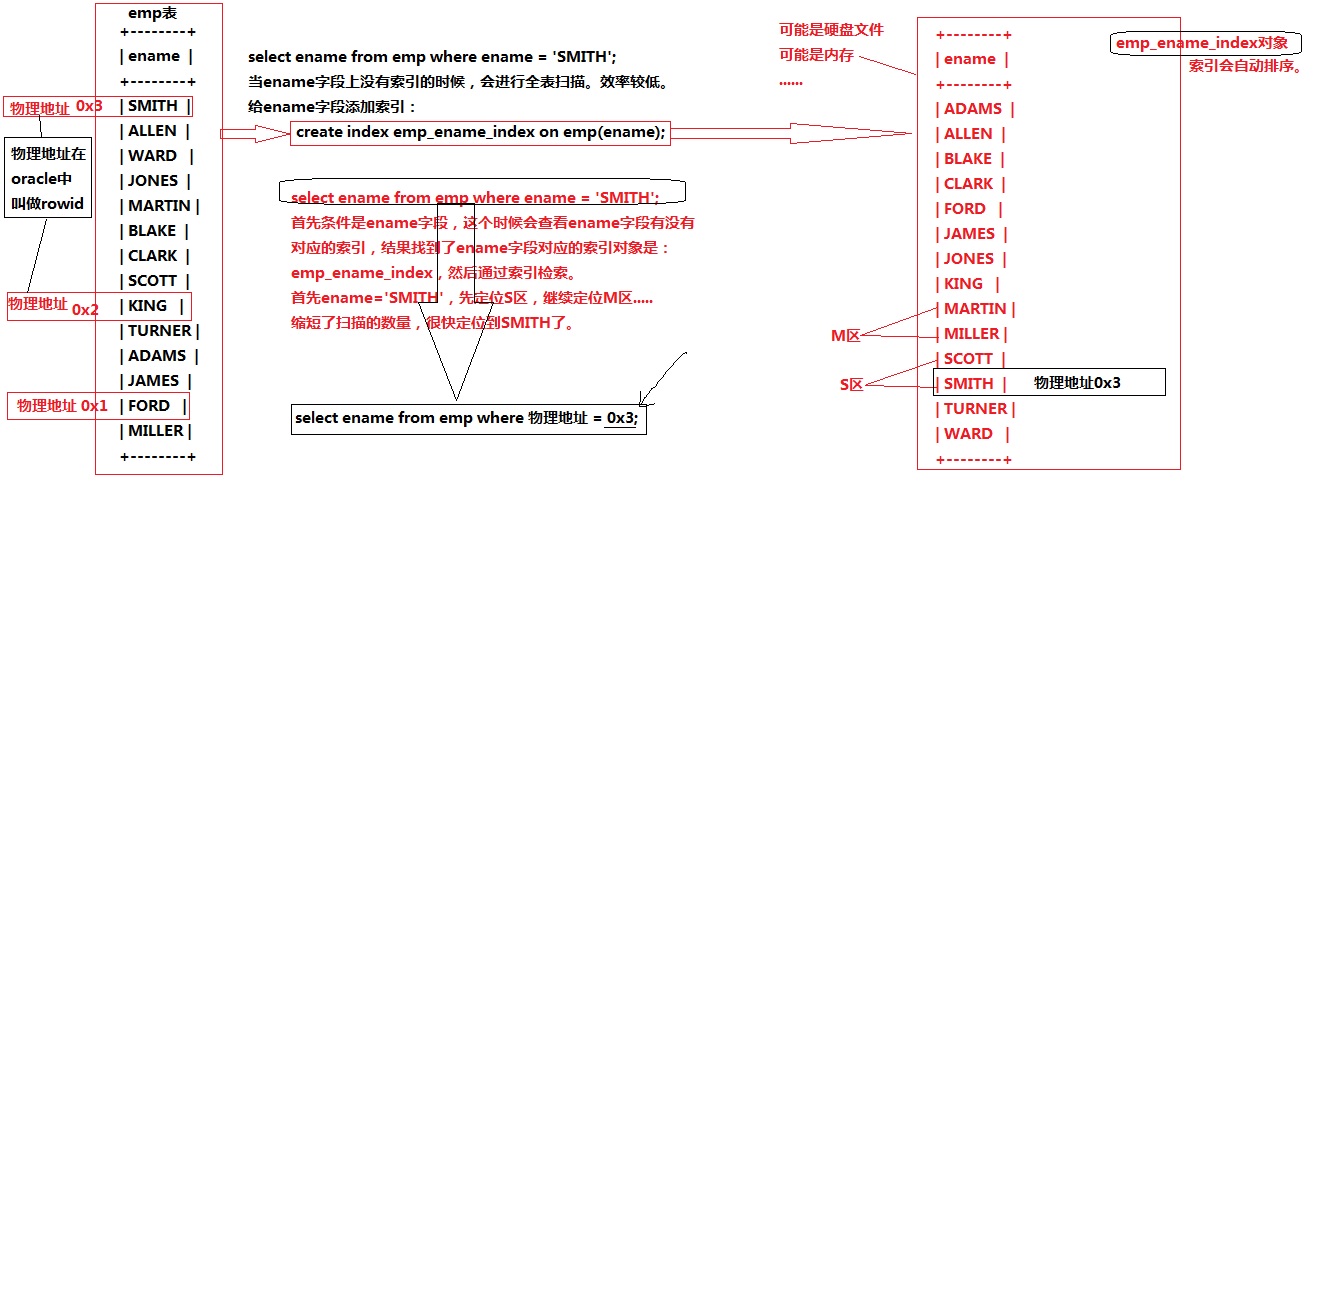 emp表
+--------+
| ename |
+--------+
物理地址 0x3 | SMITH |
| ALLEN |
| WARD |
| JONES |
| MARTIN |
| BLAKE |
| CLARK |
| SCOTT |
物理地址 0x2 | KING |
| TURNER |
| ADAMS |
| JAMES |
物理地址 0x1 | FORD |
| MILLER |
+--------+
物理地址在
oracle中
叫做rowid
select ename from emp where ename = 'SMITH';
当ename字段上没有索引的时候，会进行全表扫描。效率较低。
给ename字段添加索引：
create index emp_ename_index on emp(ename);
select ename from emp where ename = 'SMITH';
首先条件是ename字段，这个时候会查看ename字段有没有
对应的索引，结果找到了ename字段对应的索引对象是：
emp_ename_index，然后通过索引检索。
首先ename='SMITH'，先定位S区，继续定位M区.....
缩短了扫描的数量，很快定位到SMITH了。
select ename from emp where 物理地址 = 0x3;
可能是硬盘文件
可能是内存
......
emp_ename_index对象
索引会自动排序。
+--------+
| ename |
+--------+
| ADAMS |
| ALLEN |
| BLAKE |
| CLARK |
| FORD |
| JAMES |
| JONES |
| KING |
| MARTIN |
M区
| MILLER |
| SCOTT |
S区
| SMITH | 物理地址0x3
| TURNER |
| WARD |
+--------+